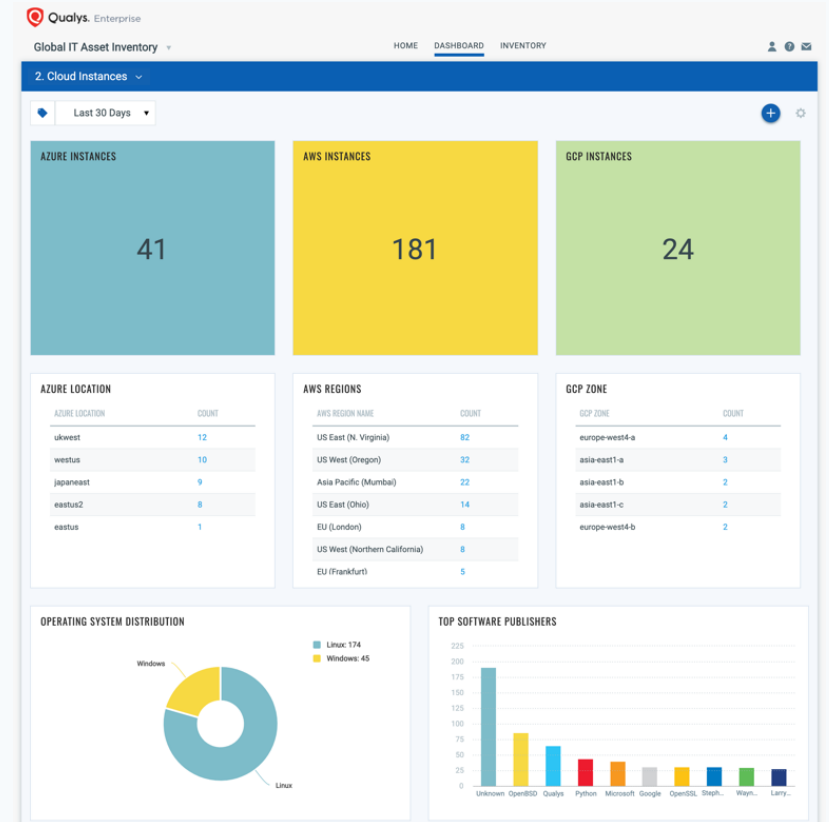 Qualys. Enterprise
Global IT Asset Inventory
HOME DASHBOARD INVENTORY
2. Cloud Instances
Last 30 Days
AZURE INSTANCES
41
AWS INSTANCES
181
GCP INSTANCES
24
AZURE LOCATION
AZURE LOCATION COUNT
ukwest 12
westus 10
japaneast 9
eastus2 8
eastus 1
AWS REGIONS
AWS REGION NAME COUNT
US East (N. Virginia) 82
US West (Oregon) 32
Asia Pacific (Mumbai) 22
US East (Ohio) 14
EU (London) 8
US West (Northern California) 8
EU (Frankfurt) 5
GCP ZONE
GCP ZONE COUNT
europe-west4-a 4
asia-east1-a 3
asia-east1-b 2
asia-east1-c 2
europe-west4-b 2
OPERATING SYSTEM DISTRIBUTION
Linux: 174
Windows: 45
Windows
Linux
TOP SOFTWARE PUBLISHERS
225
200
175
150
125
100
75
50
25
0
Unknown OpenBSD Qualys Python Microsoft Google OpenSSL Steph... Wayn... Larry...